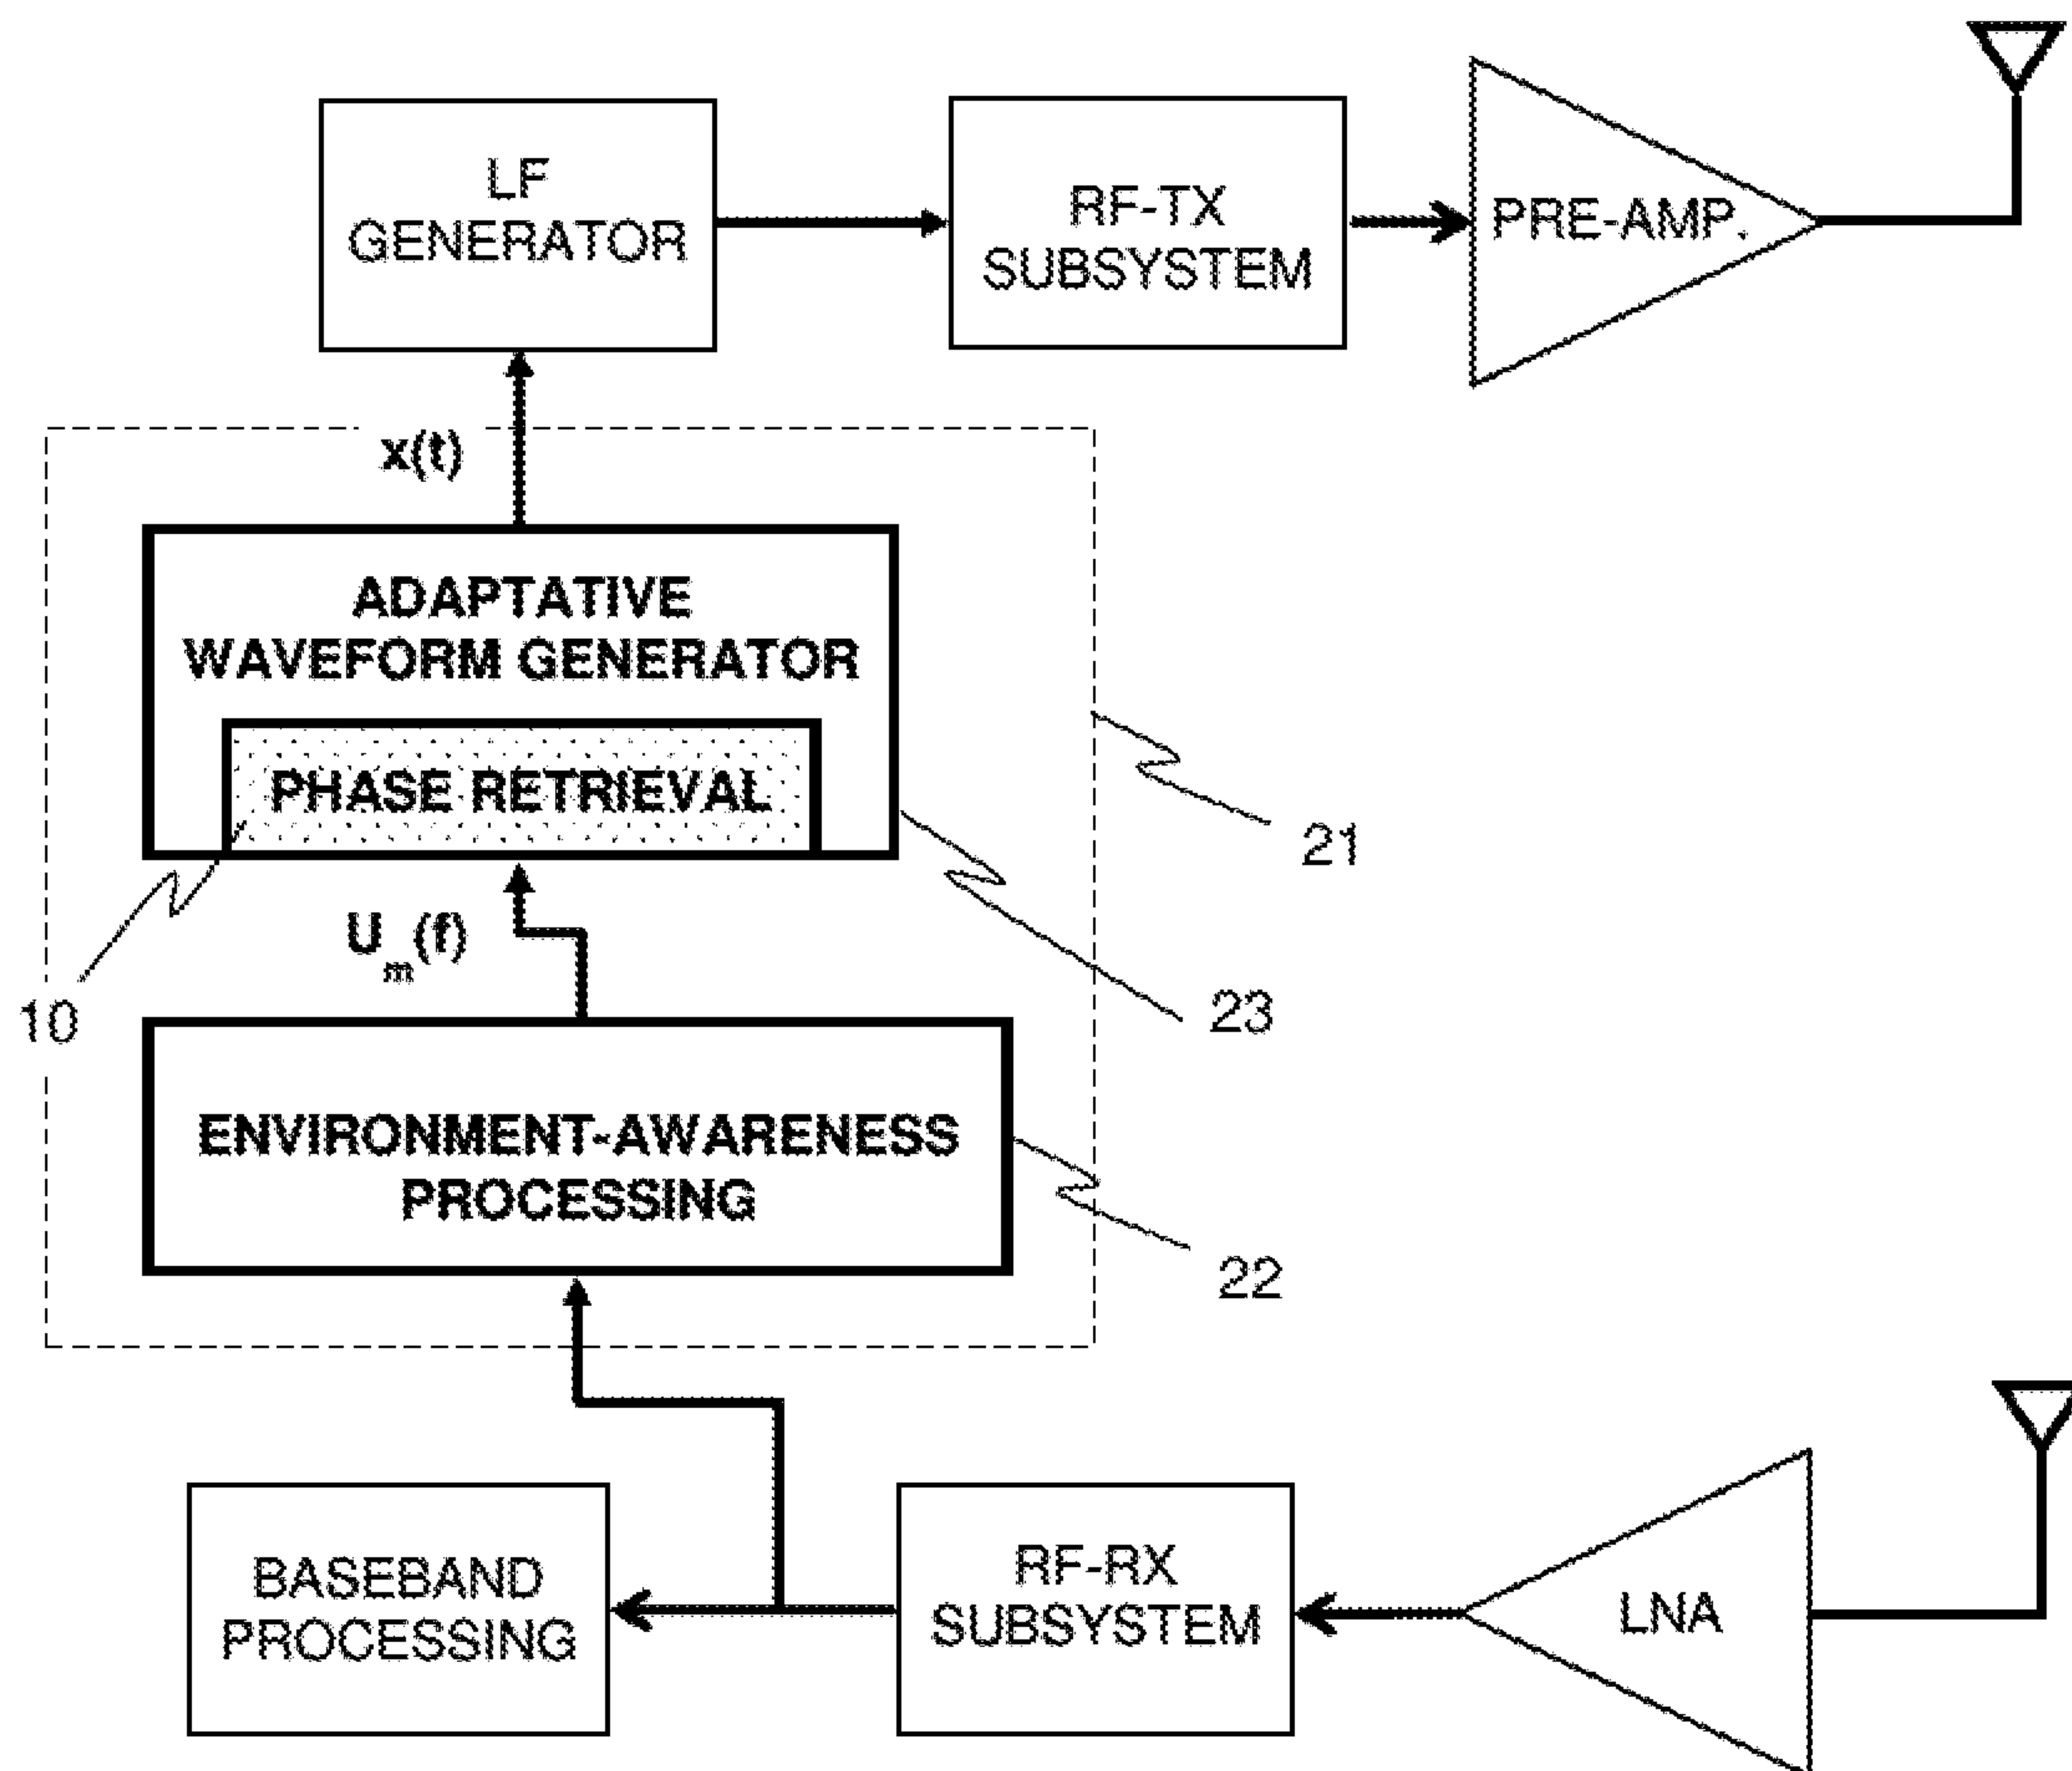 LF
GENERATOR
RF-TX
SUBSYSTEM
PRE-AMP.
x(t)
ADAPTATIVE
WAVEFORM GENERATOR
PHASE RETRIEVAL
21
U_m(f)
10
23
ENVIRONMENT-AWARENESS
PROCESSING
22
BASEBAND
PROCESSING
RF-RX
SUBSYSTEM
LNA